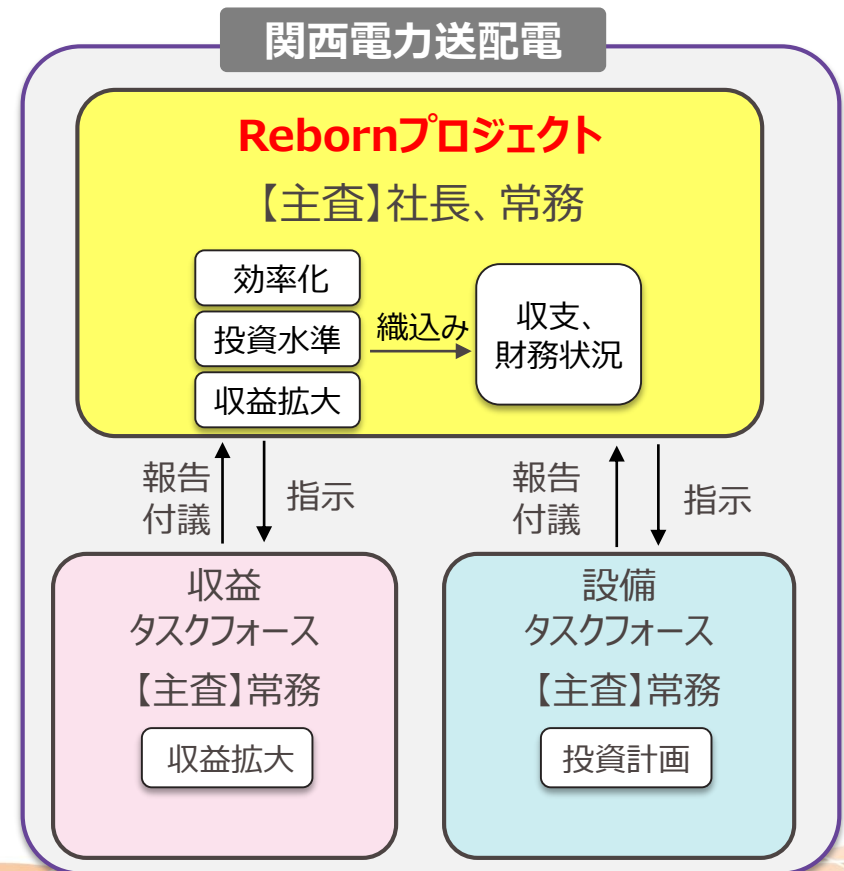 関西電力送配電
Rebornプロジェクト
【主査】社長、常務
効率化
投資水準
収益拡大
織込み
収支、
財務状況
報告
付議
指示
報告
付議
指示
収益
タスクフォース
【主査】常務
収益拡大
設備
タスクフォース
【主査】常務
投資計画